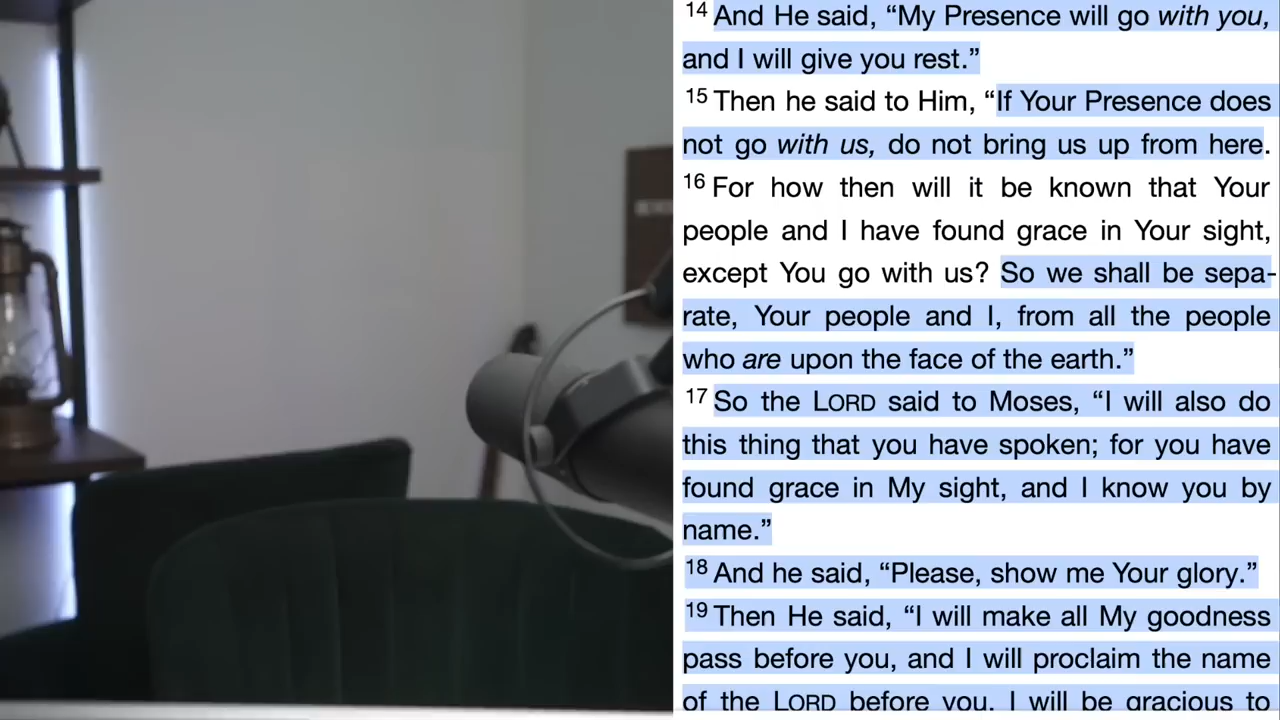 14 And He said, “My Presence will go with you,
and I will give you rest.”
15 Then he said to Him, “If Your Presence does
not go with us, do not bring us up from here.
16 For how then will it be known that Your
people and I have found grace in Your sight,
except You go with us? So we shall be sepa-
rate, Your people and I, from all the people
who are upon the face of the earth.”
17 So the LORD said to Moses, “I will also do
this thing that you have spoken; for you have
found grace in My sight, and I know you by
name.”
18 And he said, “Please, show me Your glory.”
19 Then He said, “I will make all My goodness
pass before you, and I will proclaim the name
of the LORD before you. I will be gracious to